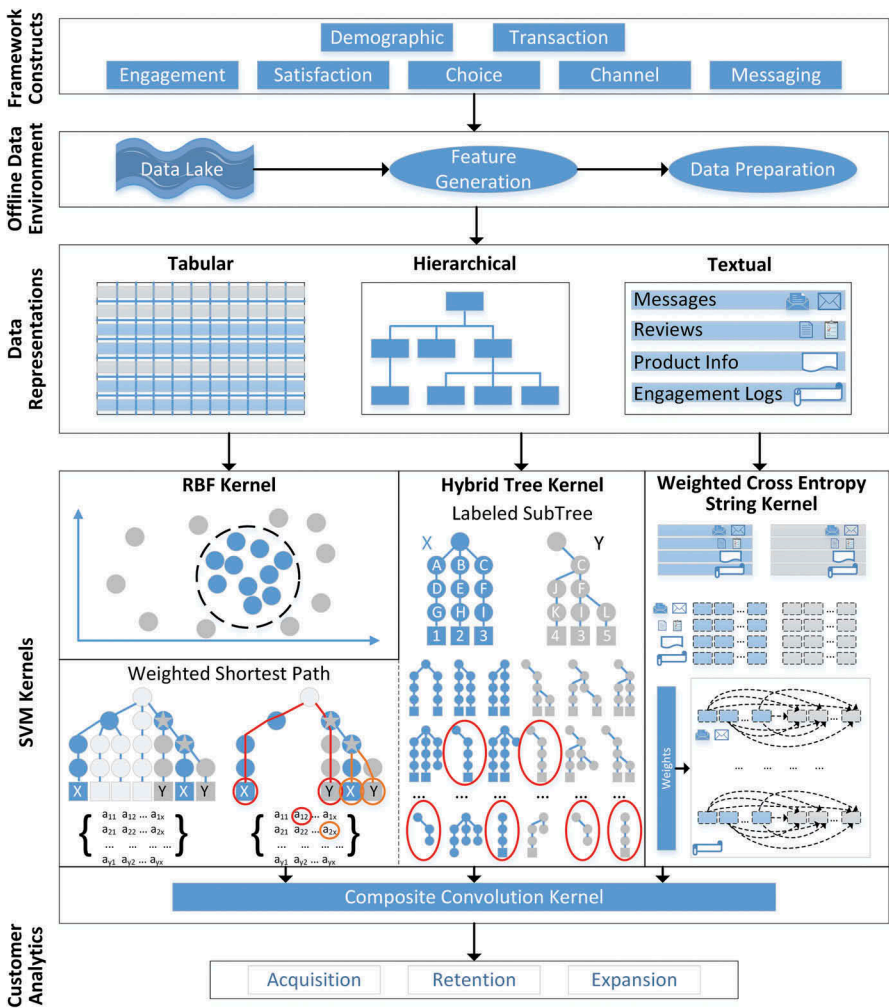 Framework
Constructs
Demographic
Transaction
Engagement
Satisfaction
Choice
Channel
Messaging
Offline Data
Environment
Data Lake
Feature
Generation
Data Preparation
Data
Representations
Tabular
Hierarchical
Textual
Messages
Reviews
Product Info
Engagement Logs
SVM Kernels
RBF Kernel
Hybrid Tree Kernel
Labeled SubTree
X
Y
A B E C F
D E F
G H I
1 2 3
C
J F
K I L
4 3 5
Weighted Cross Entropy
String Kernel
... ...
... ...
... ...
... ...
Weighted Shortest Path
X Y X Y
X Y X Y
a11 a12 ... a1x
a21 a22 ... a2x
... ... ... ...
ay1 ay2 ... ayx
a11 a12 ... a1x
a21 a22 ... a2x
... ... ... ...
ay1 ay2 ... ayx
... ... ... ... ... ...
Weights
... ...
... ... ... ...
... ...
Customer
Analytics
Composite Convolution Kernel
Acquisition
Retention
Expansion